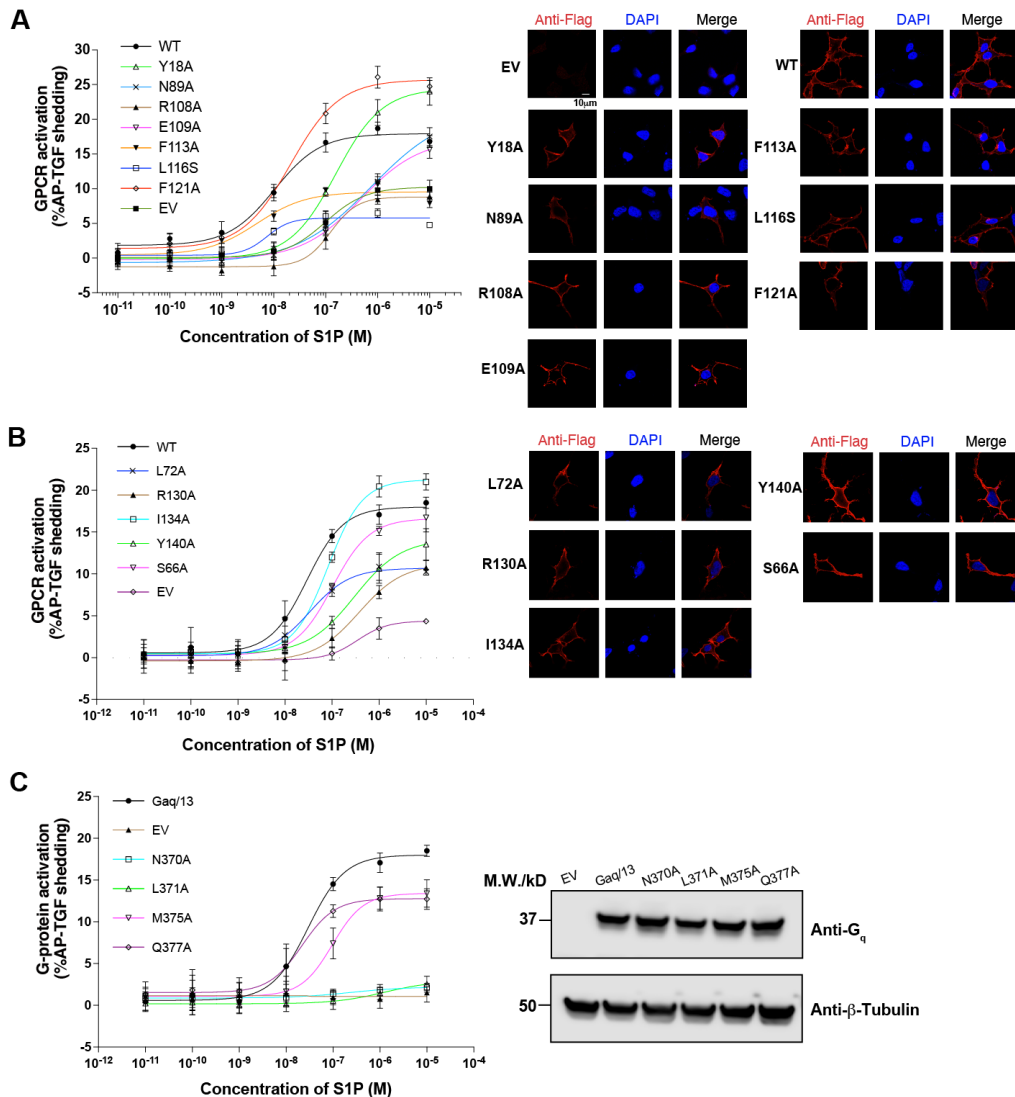 A
GPCR activation
(%AP-TGF shedding)
30
25
20
15
10
5
0
-5
10-11
10-10
10-9
10-8
10-7
10-6
10-5
Concentration of S1P (M)
WT
Y18A
N89A
R108A
E109A
F113A
L116S
F121A
EV
Anti-Flag DAPI Merge
EV
10μm
Y18A
N89A
R108A
E109A
Anti-Flag DAPI Merge
WT
F113A
L116S
F121A
B
GPCR activation
(%AP-TGF shedding)
25
20
15
10
5
0
-5
10-12
10-11
10-10
10-9
10-8
10-7
10-6
10-5
10-4
Concentration of S1P (M)
WT
L72A
R130A
I134A
Y140A
S66A
EV
Anti-Flag DAPI Merge
L72A
R130A
I134A
Anti-Flag DAPI Merge
Y140A
S66A
C
G-protein activation
(%AP-TGF shedding)
25
20
15
10
5
0
-5
10-12
10-11
10-10
10-9
10-8
10-7
10-6
10-5
10-4
Concentration of S1P (M)
Gaq/13
EV
N370A
L371A
M375A
Q377A
M.W./kD EV Gaq/13 N370A L371A M375A Q377A
37
Anti-Gq
50
Anti-β-Tubulin